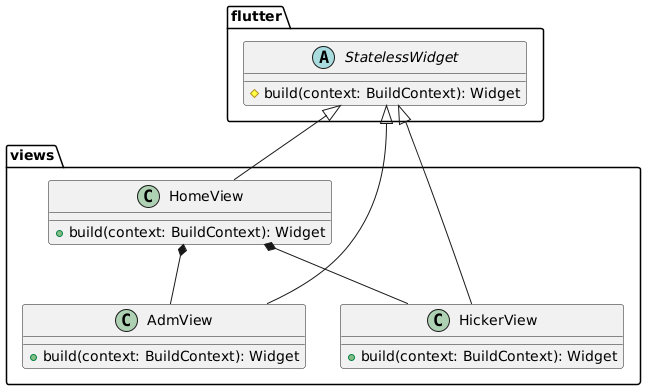 flutter
A StatelessWidget
build(context: BuildContext): Widget
views
C HomeView
build(context: BuildContext): Widget
C AdmView
build(context: BuildContext): Widget
C HickerView
build(context: BuildContext): Widget